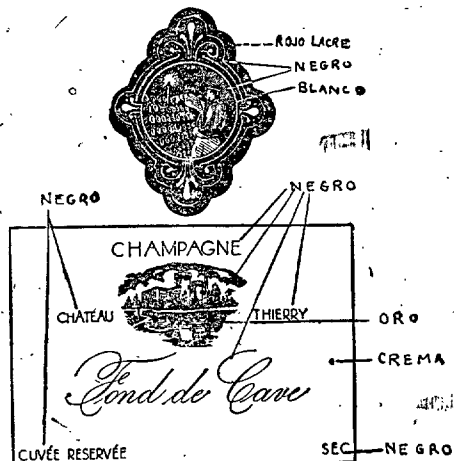 ROJO LACRE
NEGRO
BLANCO
NEGRO
NEGRO
CHAMPAGNE
CHATEAU
THIERRY
ORO
CREMA
Fond de Cave
CUVÉE RESERVÉE
SEC
NEGRO